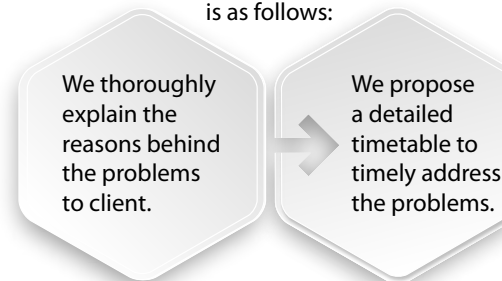 is as follows:
We thoroughly
explain the
reasons behind
the problems
to client.
We propose
a detailed
timetable to
timely address
the problems.